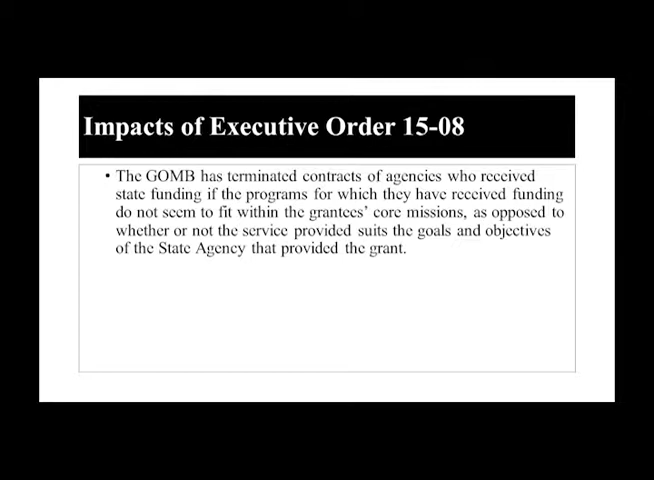 Impacts of Executive Order 15-08
• The GOMB has terminated contracts of agencies who received
state funding if the programs for which they have received funding
do not seem to fit within the grantees' core missions, as opposed to
whether or not the service provided suits the goals and objectives
of the State Agency that provided the grant.